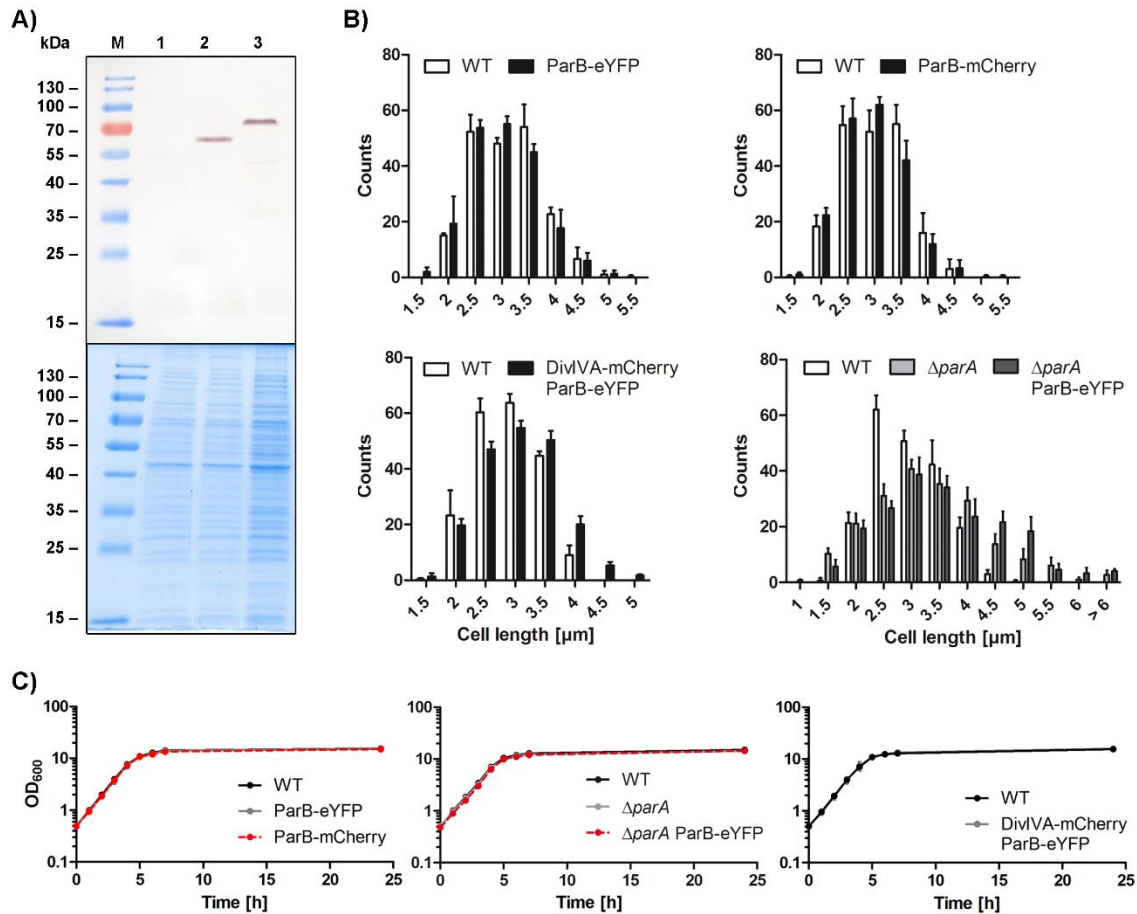 A)
kDa M 1 2 3
130 –
100 –
70 –
55 –
40 –
35 –
25 –
15 –
130 –
100 –
70 –
55 –
40 –
35 –
25 –
15 –
B)
WT ParB-eYFP
Counts
80
60
40
20
0
1.5 2 2.5 3 3.5 4 4.5 5 5.5
WT ParB-mCherry
Counts
80
60
40
20
0
1.5 2 2.5 3 3.5 4 4.5 5 5.5
WT DivIVA-mCherry
ParB-eYFP
Counts
80
60
40
20
0
1.5 2 2.5 3 3.5 4 4.5 5
Cell length [µm]
WT ΔparA ΔparA
ParB-eYFP
Counts
80
60
40
20
0
1 1.5 2 2.5 3 3.5 4 4.5 5 5.5 6 > 6
Cell length [µm]
C)
OD600
100
10
1
0.1
0 5 10 15 20 25
Time [h]
WT
ParB-eYFP
ParB-mCherry
100
10
1
0.1
0 5 10 15 20 25
Time [h]
WT
ΔparA
ΔparA ParB-eYFP
100
10
1
0.1
0 5 10 15 20 25
Time [h]
WT
DivIVA-mCherry
ParB-eYFP